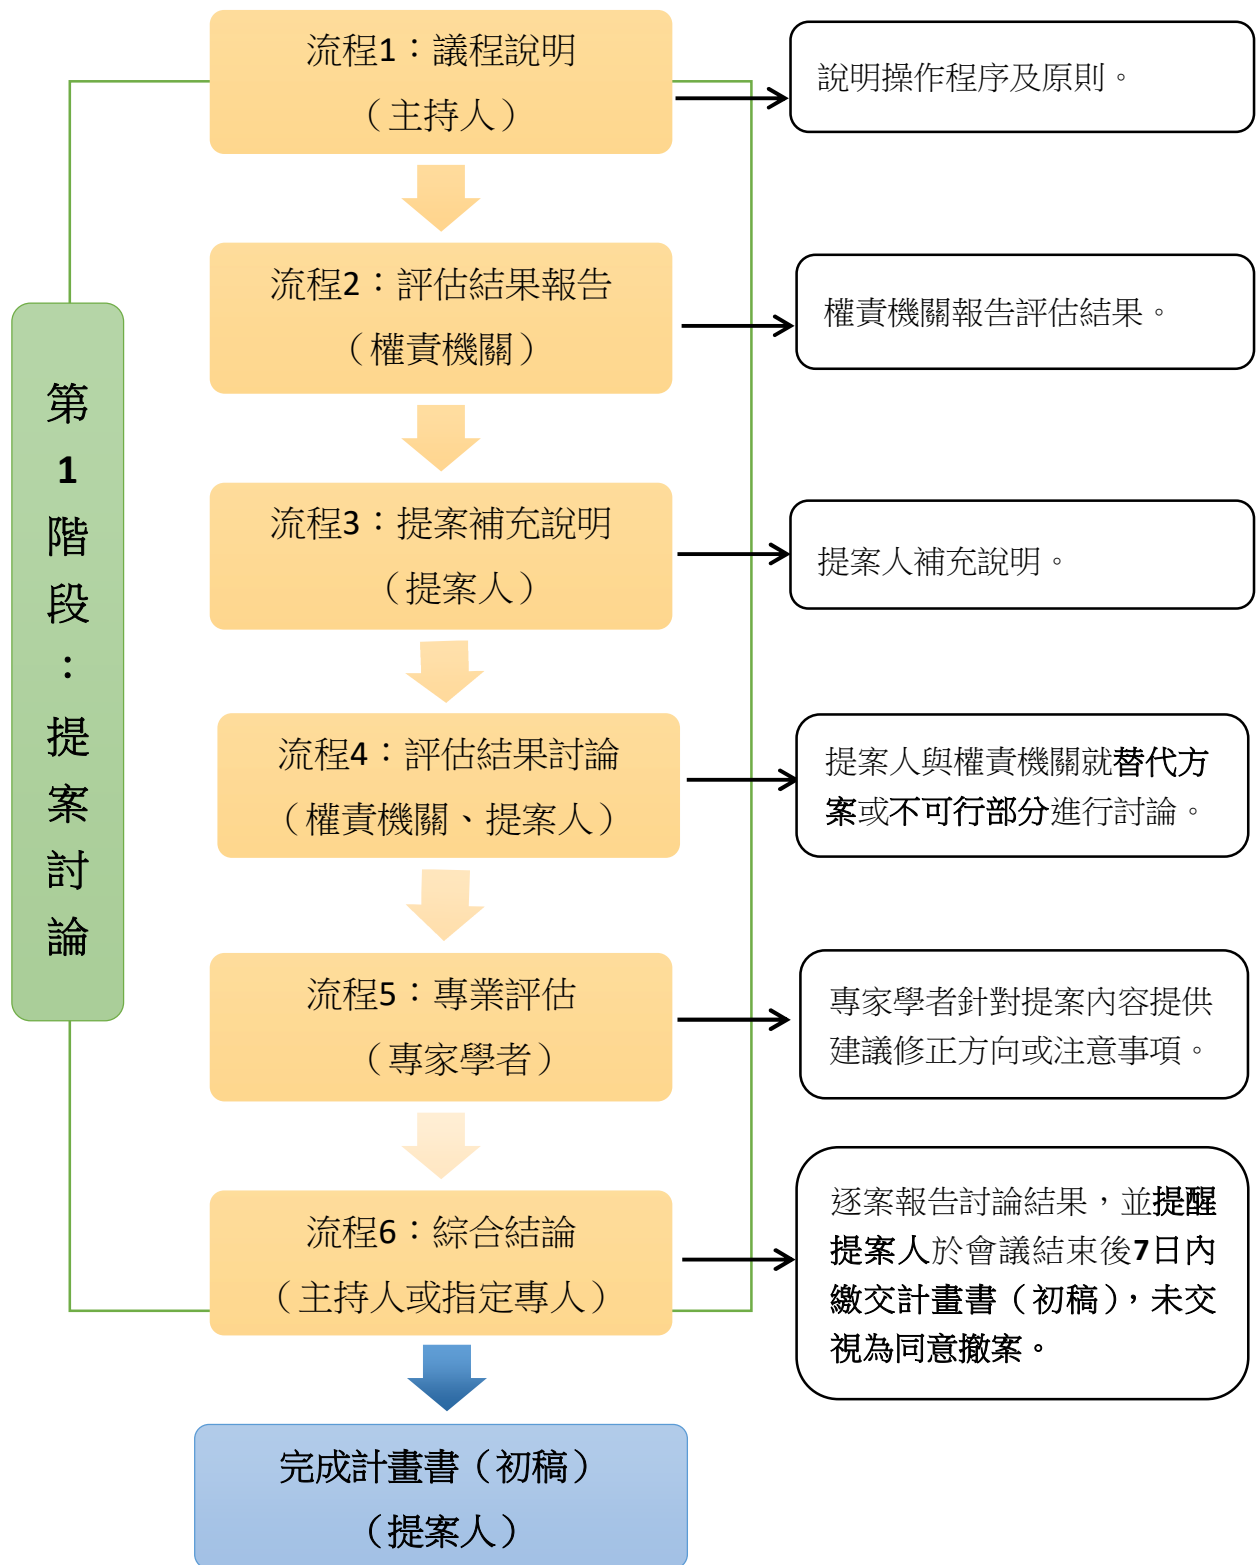 第1階段：提案討論
流程1：議程說明
（主持人）
說明操作程序及原則。
流程2：評估結果報告
（權責機關）
權責機關報告評估結果。
流程3：提案補充說明
（提案人）
提案人補充說明。
流程4：評估結果討論
（權責機關、提案人）
提案人與權責機關就替代方
案或不可行部分進行討論。
流程5：專業評估
（專家學者）
專家學者針對提案內容提供
建議修正方向或注意事項。
流程6：綜合結論
（主持人或指定專人）
逐案報告討論結果，並提醒
提案人於會議結束後7日內
繳交計畫書（初稿），未交
視為同意撤案。
完成計畫書（初稿）
（提案人）